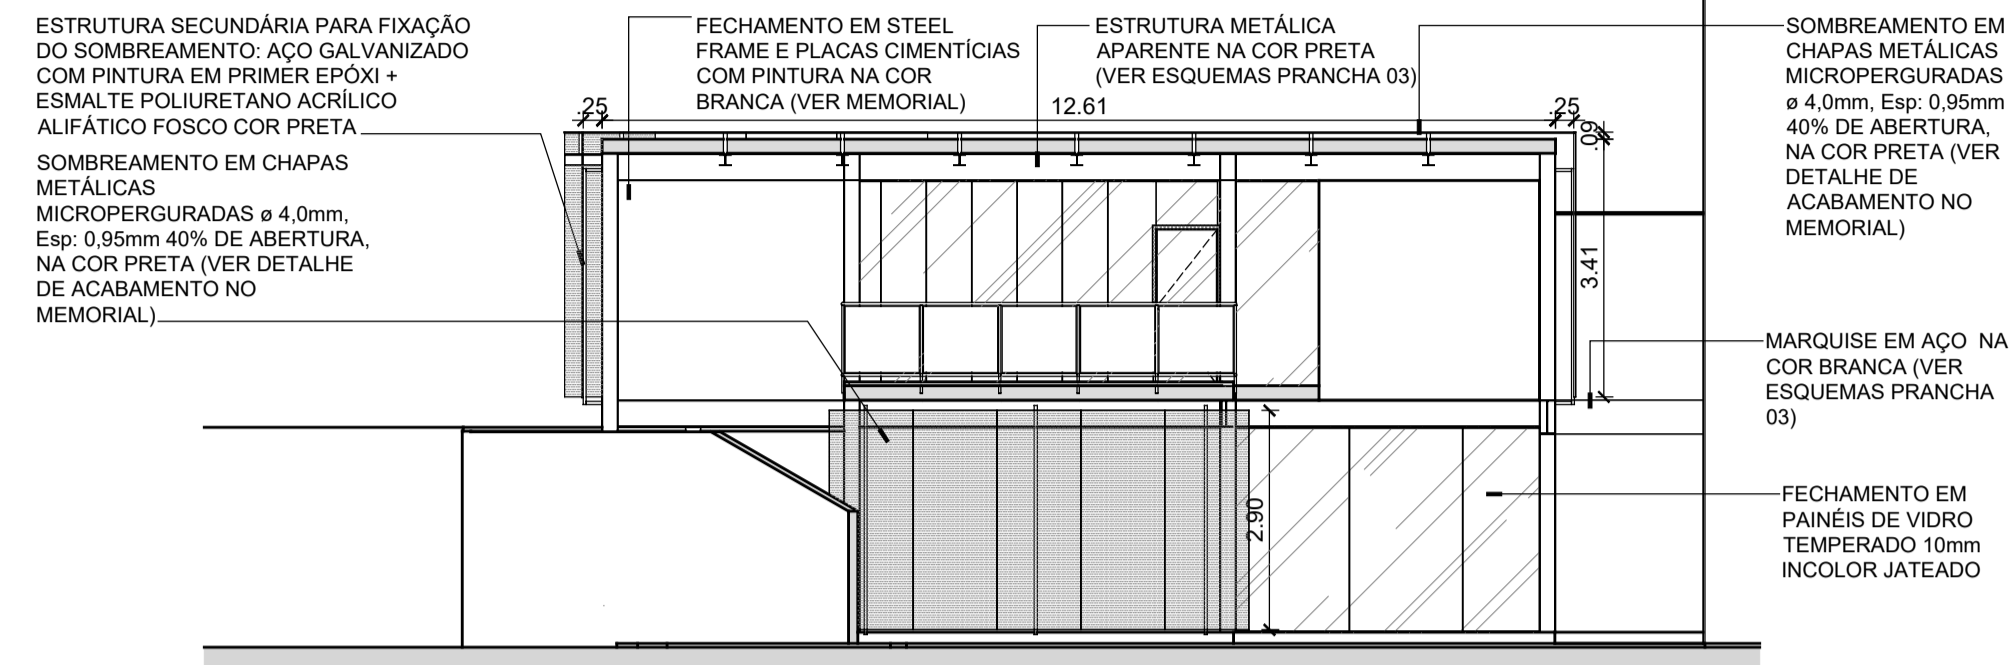 ESTRUTURA SECUNDÁRIA PARA FIXAÇÃO
DO SOMBREAMENTO: AÇO GALVANIZADO
COM PINTURA EM PRIMER EPÓXI +
ESMALTE POLIURETANO ACRÍLICO
ALIFÁTICO FOSCO COR PRETA
SOMBREAMENTO EM CHAPAS
METÁLICAS
MICROPERGURADAS ø 4,0mm,
Esp: 0,95mm 40% DE ABERTURA,
NA COR PRETA (VER DETALHE
DE ACABAMENTO NO
MEMORIAL)
FECHAMENTO EM STEEL
FRAME E PLACAS CIMENTÍCIAS
COM PINTURA NA COR
BRANCA (VER MEMORIAL)
ESTRUTURA METÁLICA
APARENTE NA COR PRETA
(VER ESQUEMAS PRANCHA 03)
SOMBREAMENTO EM
CHAPAS METÁLICAS
MICROPERGURADAS
ø 4,0mm, Esp: 0,95mm
40% DE ABERTURA,
NA COR PRETA (VER
DETALHE DE
ACABAMENTO NO
MEMORIAL)
.25
12.61
.25
.09
3.41
2.90
MARQUISE EM AÇO NA
COR BRANCA (VER
ESQUEMAS PRANCHA
03)
FECHAMENTO EM
PAINÉIS DE VIDRO
TEMPERADO 10mm
INCOLOR JATEADO